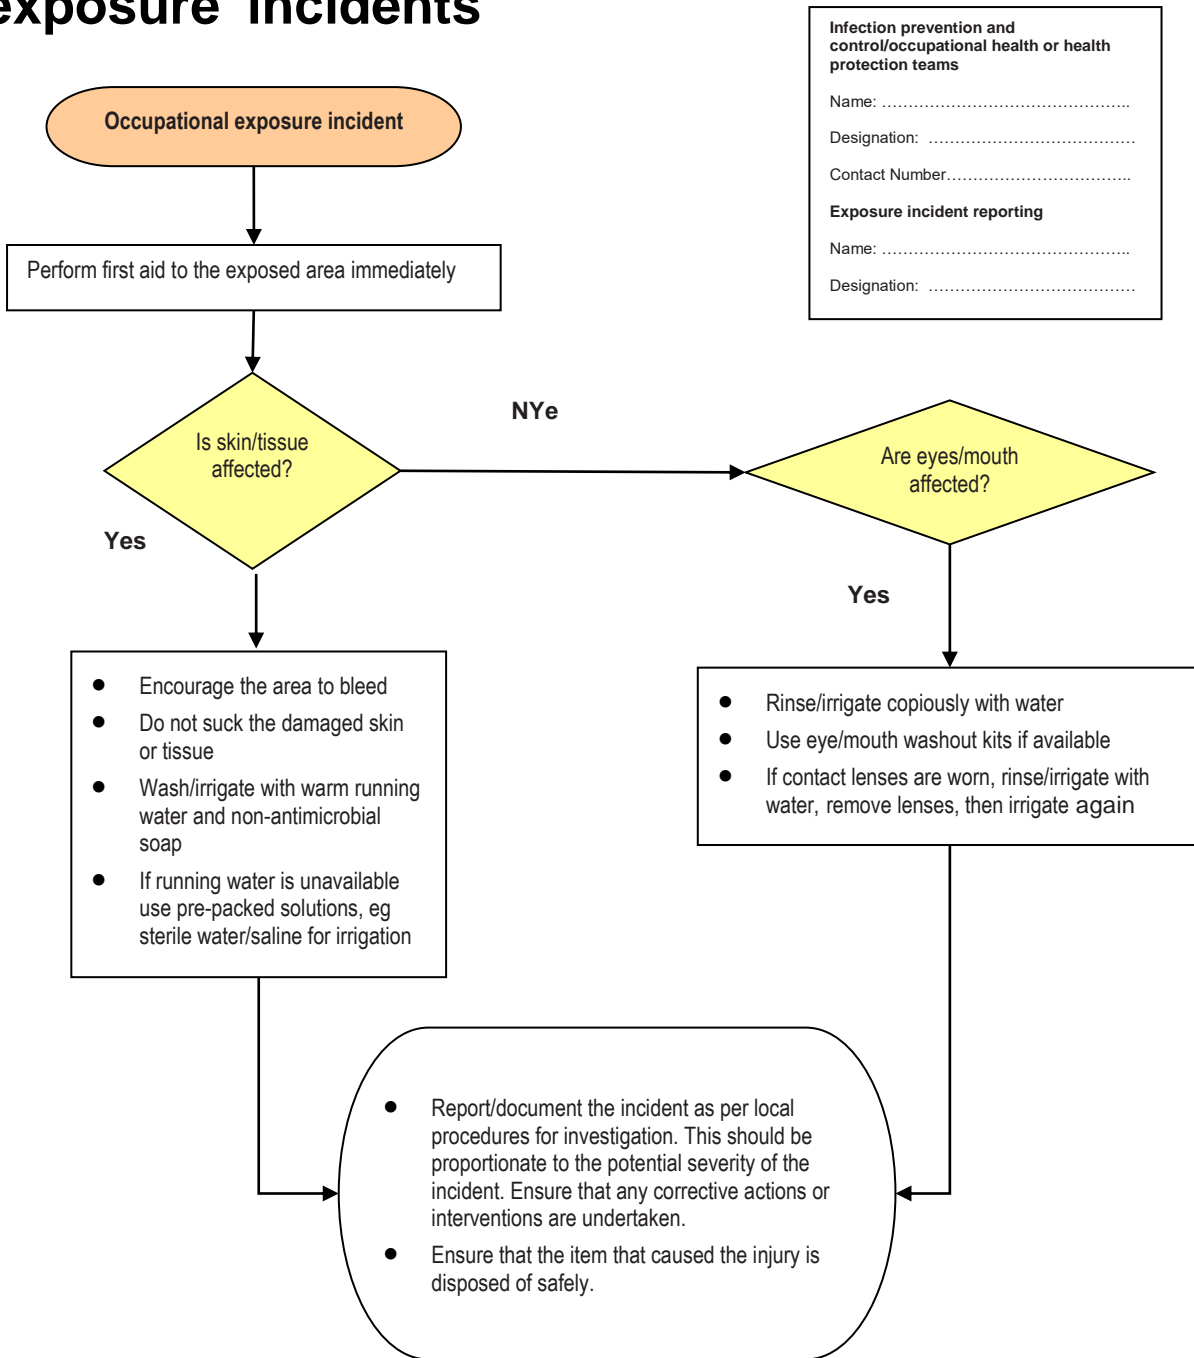 exposure incidents
Infection prevention and
control/occupational health or health
protection teams
Name: ………………………………………..
Designation: …………………………………
Contact Number……………………………..
Exposure incident reporting
Name: ………………………………………..
Designation: …………………………………
Occupational exposure incident
Perform first aid to the exposed area immediately
Is skin/tissue
affected?
NYe
Are eyes/mouth
affected?
Yes
Yes
● Encourage the area to bleed
● Do not suck the damaged skin
or tissue
● Wash/irrigate with warm running
water and non-antimicrobial
soap
● If running water is unavailable
use pre-packed solutions, eg
sterile water/saline for irrigation
● Rinse/irrigate copiously with water
● Use eye/mouth washout kits if available
● If contact lenses are worn, rinse/irrigate with
water, remove lenses, then irrigate again
● Report/document the incident as per local
procedures for investigation. This should be
proportionate to the potential severity of the
incident. Ensure that any corrective actions or
interventions are undertaken.
● Ensure that the item that caused the injury is
disposed of safely.